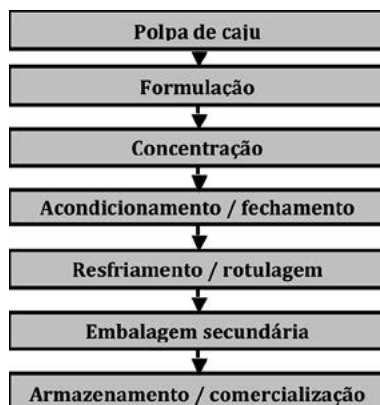 Polpa de caju
Formulação
Concentração
Acondicionamento / fechamento
Resfriamento / rotulagem
Embalagem secundária
Armazenamento / comercialização